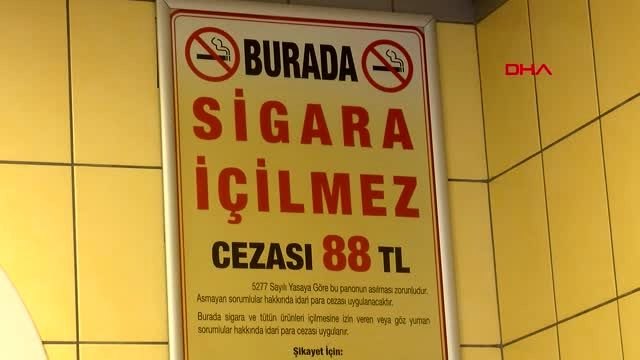 DHA
BURADA
SİGARA
İÇİLMEZ
CEZASI 88 TL
5277 Sayılı Yasaya Göre bu panonun asılması zorunludur.
Asmayan sorumlular hakkında idari para cezası uygulanacaktır.
Burada sigara ve tütün ürünleri içilmesine izin veren veya göz yuman
sorumlular hakkında idari para cezası uygulanır.
Şikayet İçin: